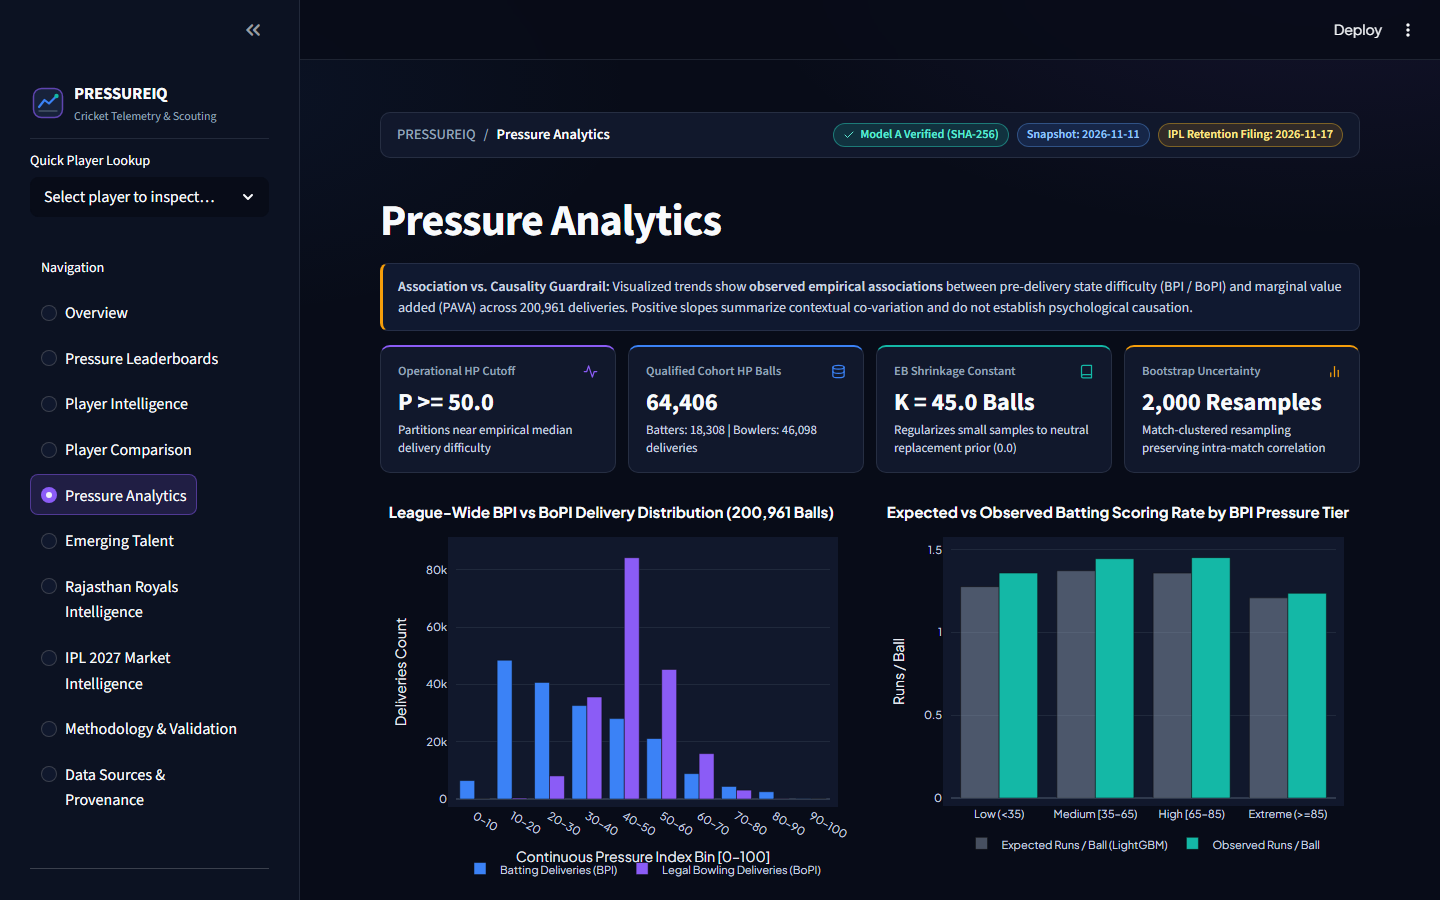 Deploy
PRESSUREIQ
Cricket Telemetry & Scouting
Quick Player Lookup
Select player to inspect...
Navigation
Overview
Pressure Leaderboards
Player Intelligence
Player Comparison
Pressure Analytics
Emerging Talent
Rajasthan Royals
Intelligence
IPL 2027 Market
Intelligence
Methodology & Validation
Data Sources &
Provenance
PRESSUREIQ / Pressure Analytics
✓ Model A Verified (SHA-256)
Snapshot: 2026-11-11
IPL Retention Filing: 2026-11-17
Pressure Analytics
Association vs. Causality Guardrail: Visualized trends show observed empirical associations between pre-delivery state difficulty (BPI / BoPI) and marginal value
added (PAVA) across 200,961 deliveries. Positive slopes summarize contextual co-variation and do not establish psychological causation.
Operational HP Cutoff
P >= 50.0
Partitions near empirical median
delivery difficulty
Qualified Cohort HP Balls
64,406
Batters: 18,308 | Bowlers: 46,098
deliveries
EB Shrinkage Constant
K = 45.0 Balls
Regularizes small samples to neutral
replacement prior (0.0)
Bootstrap Uncertainty
2,000 Resamples
Match-clustered resampling
preserving intra-match correlation
League-Wide BPI vs BoPI Delivery Distribution (200,961 Balls)
Deliveries Count
80k
60k
40k
20k
0
0-10
10-20
20-30
30-40
40-50
50-60
60-70
70-80
80-90
90-100
Continuous Pressure Index Bin [0-100]
Batting Deliveries (BPI)
Legal Bowling Deliveries (BoPI)
Expected vs Observed Batting Scoring Rate by BPI Pressure Tier
Runs / Ball
1.5
1
0.5
0
Low (<35)
Medium [35-65)
High [65-85)
Extreme (>=85)
Expected Runs / Ball (LightGBM)
Observed Runs / Ball